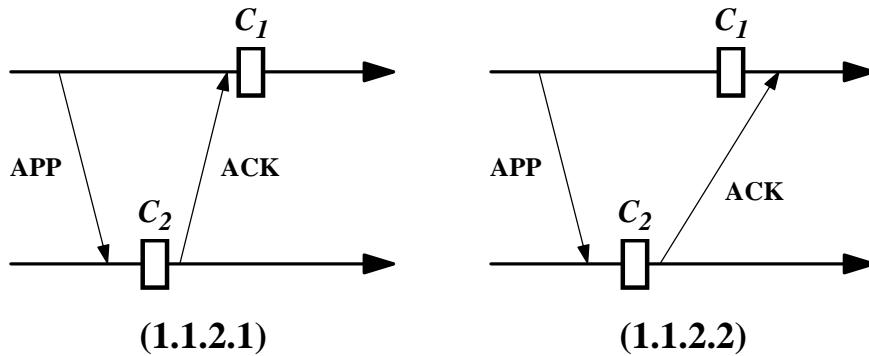 C1 C1
APP ACK APP ACK
C2 C2
(1.1.2.1) (1.1.2.2)